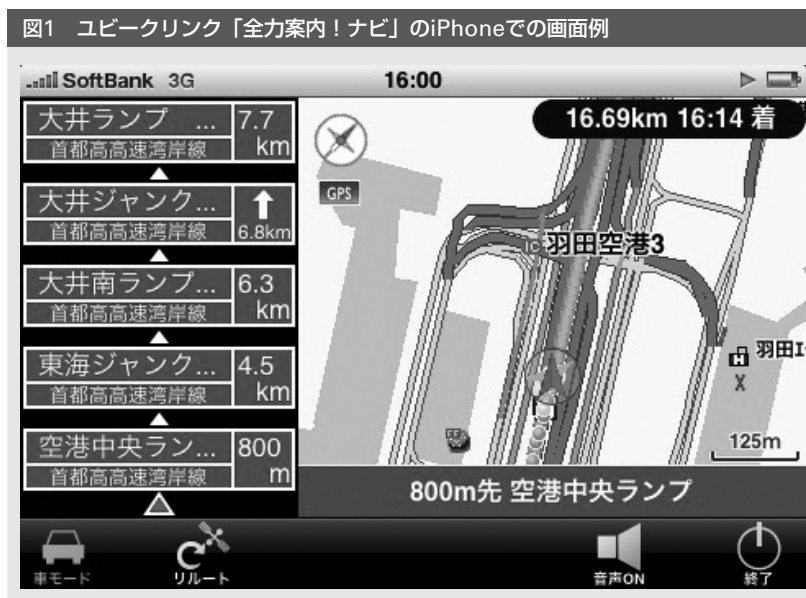 図1 ユビークリンク「全力案内！ナビ」のiPhoneでの画面例
SoftBank 3G 16:00
大井ランプ ... 7.7 km
首都高高速湾岸線
大井ジャンク... 6.8km
首都高高速湾岸線
大井南ランプ... 6.3 km
首都高高速湾岸線
東海ジャンク... 4.5 km
首都高高速湾岸線
空港中央ラン... 800 m
首都高高速湾岸線
16.69km 16:14 着
GPS
IC 羽田空港3
H 羽田I
X
125m
800m先 空港中央ランプ
車モード
リルート
音声ON
終了